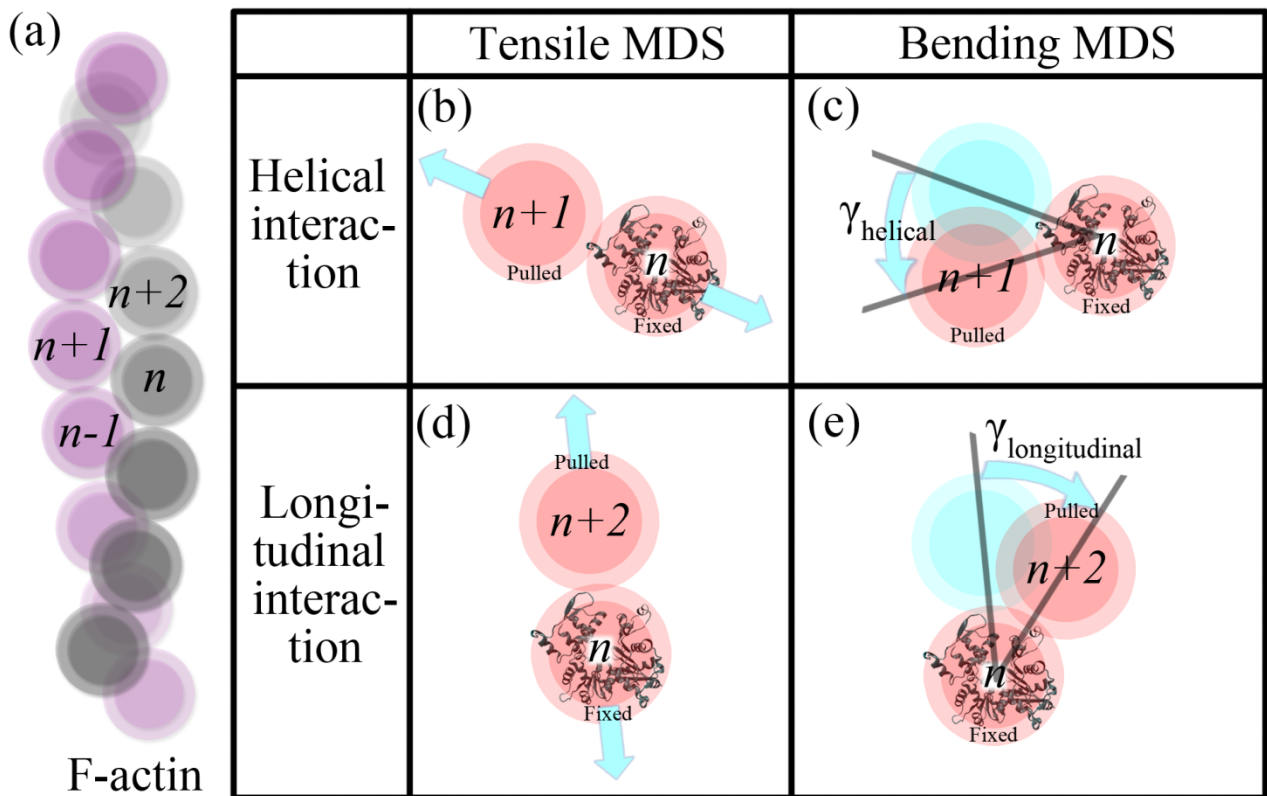 (a)
n+2
n+1
n
n-1
F-actin
Tensile MDS
Bending MDS
Helical
interac-
tion
(b)
n+1
Pulled
n
Fixed
(c)
γhelical
n
n+1
Fixed
Pulled
Longi-
tudinal
interac-
tion
(d)
Pulled
n+2
n
Fixed
(e)
γlongitudinal
Pulled
n+2
n
Fixed